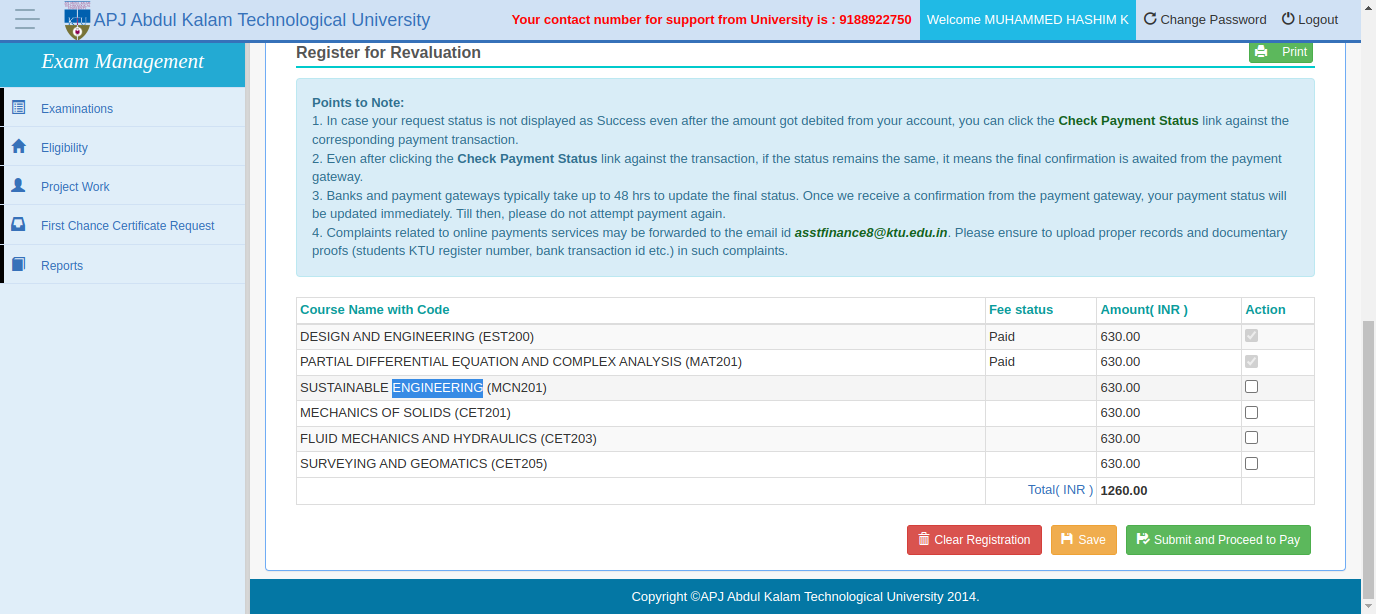 APJ Abdul Kalam Technological University
Your contact number for support from University is : 9188922750
Welcome MUHAMMED HASHIM K
Change Password
Logout
Exam Management
Examinations
Eligibility
Project Work
First Chance Certificate Request
Reports
Register for Revaluation
Print
Points to Note:
1. In case your request status is not displayed as Success even after the amount got debited from your account, you can click the Check Payment Status link against the
corresponding payment transaction.
2. Even after clicking the Check Payment Status link against the transaction, if the status remains the same, it means the final confirmation is awaited from the payment
gateway.
3. Banks and payment gateways typically take up to 48 hrs to update the final status. Once we receive a confirmation from the payment gateway, your payment status will
be updated immediately. Till then, please do not attempt payment again.
4. Complaints related to online payments services may be forwarded to the email id asstfinance8@ktu.edu.in. Please ensure to upload proper records and documentary
proofs (students KTU register number, bank transaction id etc.) in such complaints.
Course Name with Code Fee status Amount( INR ) Action
DESIGN AND ENGINEERING (EST200) Paid 630.00
PARTIAL DIFFERENTIAL EQUATION AND COMPLEX ANALYSIS (MAT201) Paid 630.00
SUSTAINABLE ENGINEERING (MCN201) 630.00
MECHANICS OF SOLIDS (CET201) 630.00
FLUID MECHANICS AND HYDRAULICS (CET203) 630.00
SURVEYING AND GEOMATICS (CET205) 630.00
Total( INR ) 1260.00
Clear Registration
Save
Submit and Proceed to Pay
Copyright ©APJ Abdul Kalam Technological University 2014.